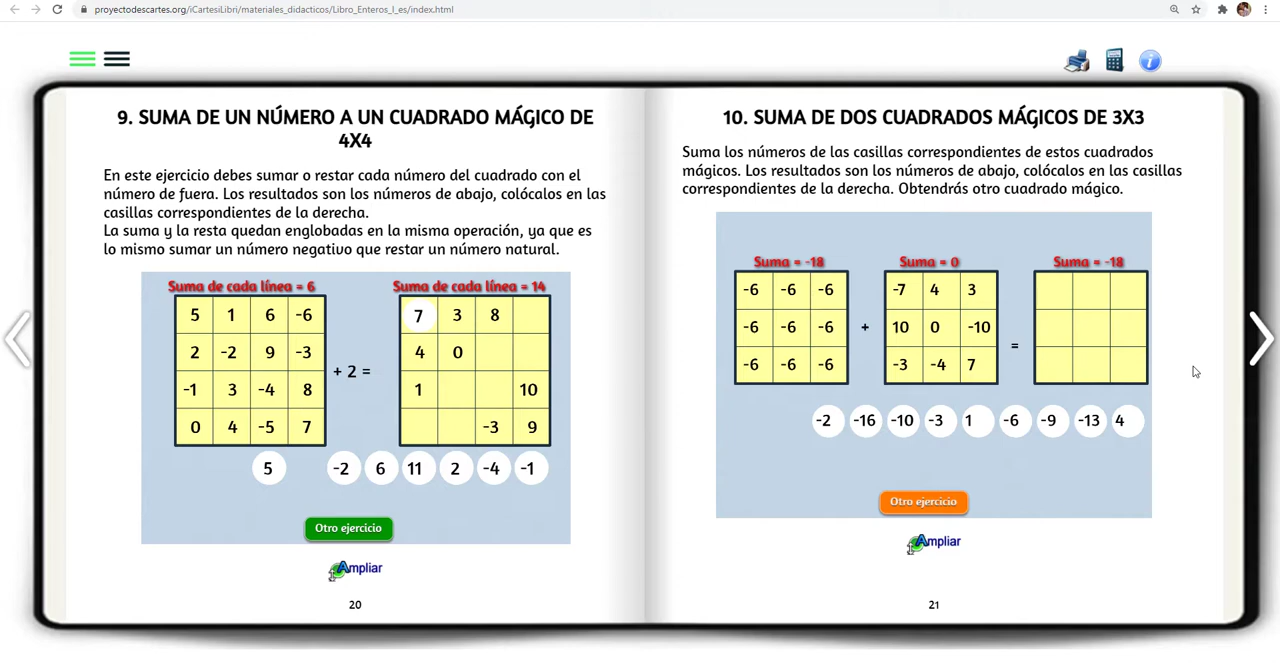 proyectodescartes.org/iCartesiLibri/materiales_didacticos/Libro_Enteros_I_es/index.html
9. SUMA DE UN NÚMERO A UN CUADRADO MÁGICO DE
4X4
En este ejercicio debes sumar o restar cada número del cuadrado con el
número de fuera. Los resultados son los números de abajo, colócalos en las
casillas correspondientes de la derecha.
La suma y la resta quedan englobadas en la misma operación, ya que es
lo mismo sumar un número negativo que restar un número natural.
Suma de cada línea = 6
5 1 6 -6
2 -2 9 -3
-1 3 -4 8
0 4 -5 7
+ 2 =
Suma de cada línea = 14
7 3 8
4 0
1 10
-3 9
5 -2 6 11 2 -4 -1
Otro ejercicio
Ampliar
20
10. SUMA DE DOS CUADRADOS MÁGICOS DE 3X3
Suma los números de las casillas correspondientes de estos cuadrados
mágicos. Los resultados son los números de abajo, colócalos en las casillas
correspondientes de la derecha. Obtendrás otro cuadrado mágico.
Suma = -18
-6 -6 -6
-6 -6 -6
-6 -6 -6
+
Suma = 0
-7 4 3
10 0 -10
-3 -4 7
=
Suma = -18
-2 -16 -10 -3 1 -6 -9 -13 4
Otro ejercicio
Ampliar
21